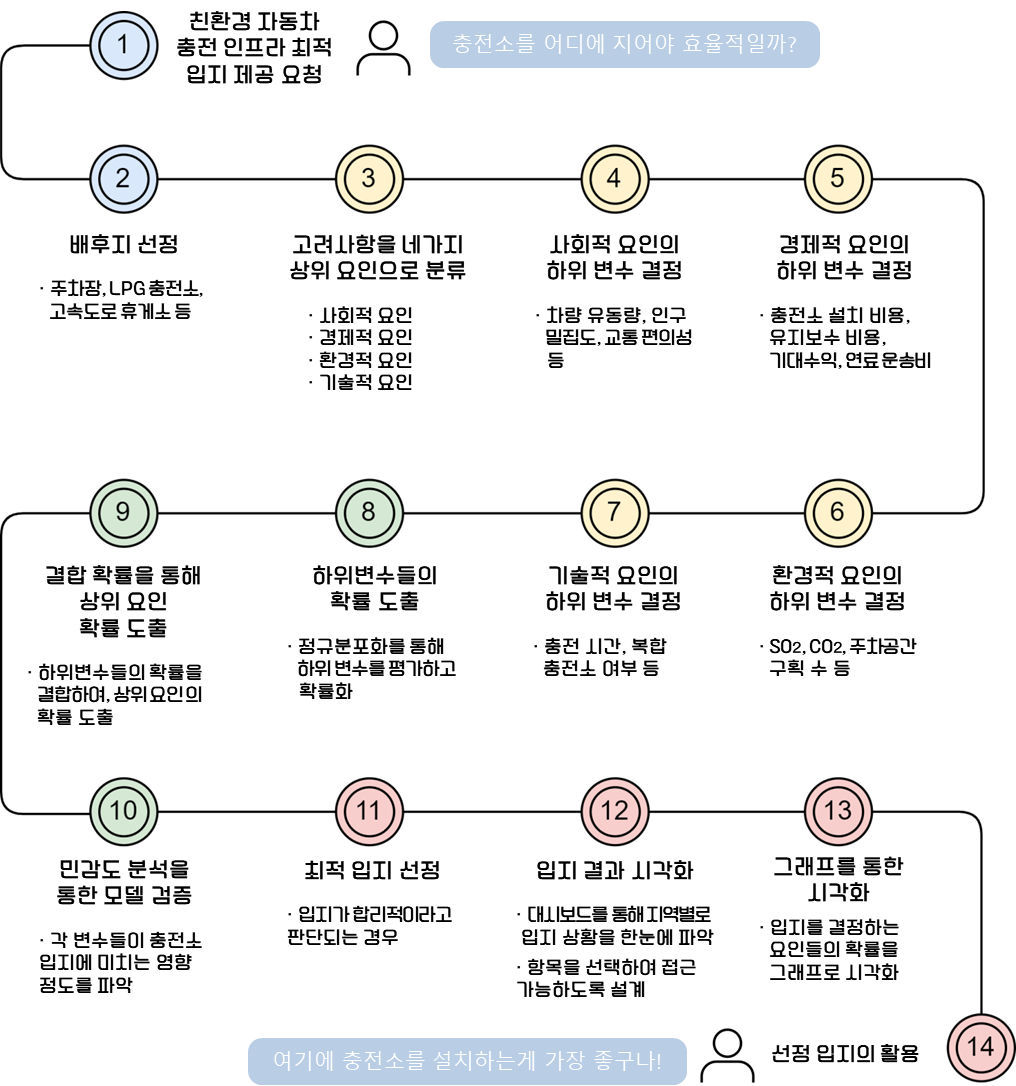 1
친환경 자동차
충전 인프라 최적
입지 제공 요청
충전소를 어디에 지어야 효율적일까?
2
배후지 선정
· 주차장, LPG 충전소,
고속도로 휴게소 등
3
고려사항을 네가지
상위 요인으로 분류
· 사회적 요인
· 경제적 요인
· 환경적 요인
· 기술적 요인
4
사회적 요인의
하위 변수 결정
· 차량 유동량, 인구
밀집도, 교통 편의성
등
5
경제적 요인의
하위 변수 결정
· 충전소 설치 비용,
유지보수 비용,
기대수익, 연료 운송비
6
환경적 요인의
하위 변수 결정
· SO2, CO2, 주차공간
구획 수 등
7
기술적 요인의
하위 변수 결정
· 충전 시간, 복합
충전소 여부 등
8
하위변수들의
확률 도출
· 정규분포화를 통해
하위 변수를 평가하고
확률화
9
결합 확률을 통해
상위 요인
확률 도출
· 하위변수들의 확률을
결합하여, 상위 요인의
확률 도출
10
민감도 분석을
통한 모델 검증
· 각 변수들이 충전소
입지에 미치는 영향
정도를 파악
11
최적 입지 선정
· 입지가 합리적이라고
판단되는 경우
12
입지 결과 시각화
· 대시보드를 통해 지역별로
입지 상황을 한눈에 파악
· 항목을 선택하여 접근
가능하도록 설계
13
그래프를 통한
시각화
· 입지를 결정하는
요인들의 확률을
그래프로 시각화
14
선정 입지의 활용
여기에 충전소를 설치하는게 가장 좋구나!